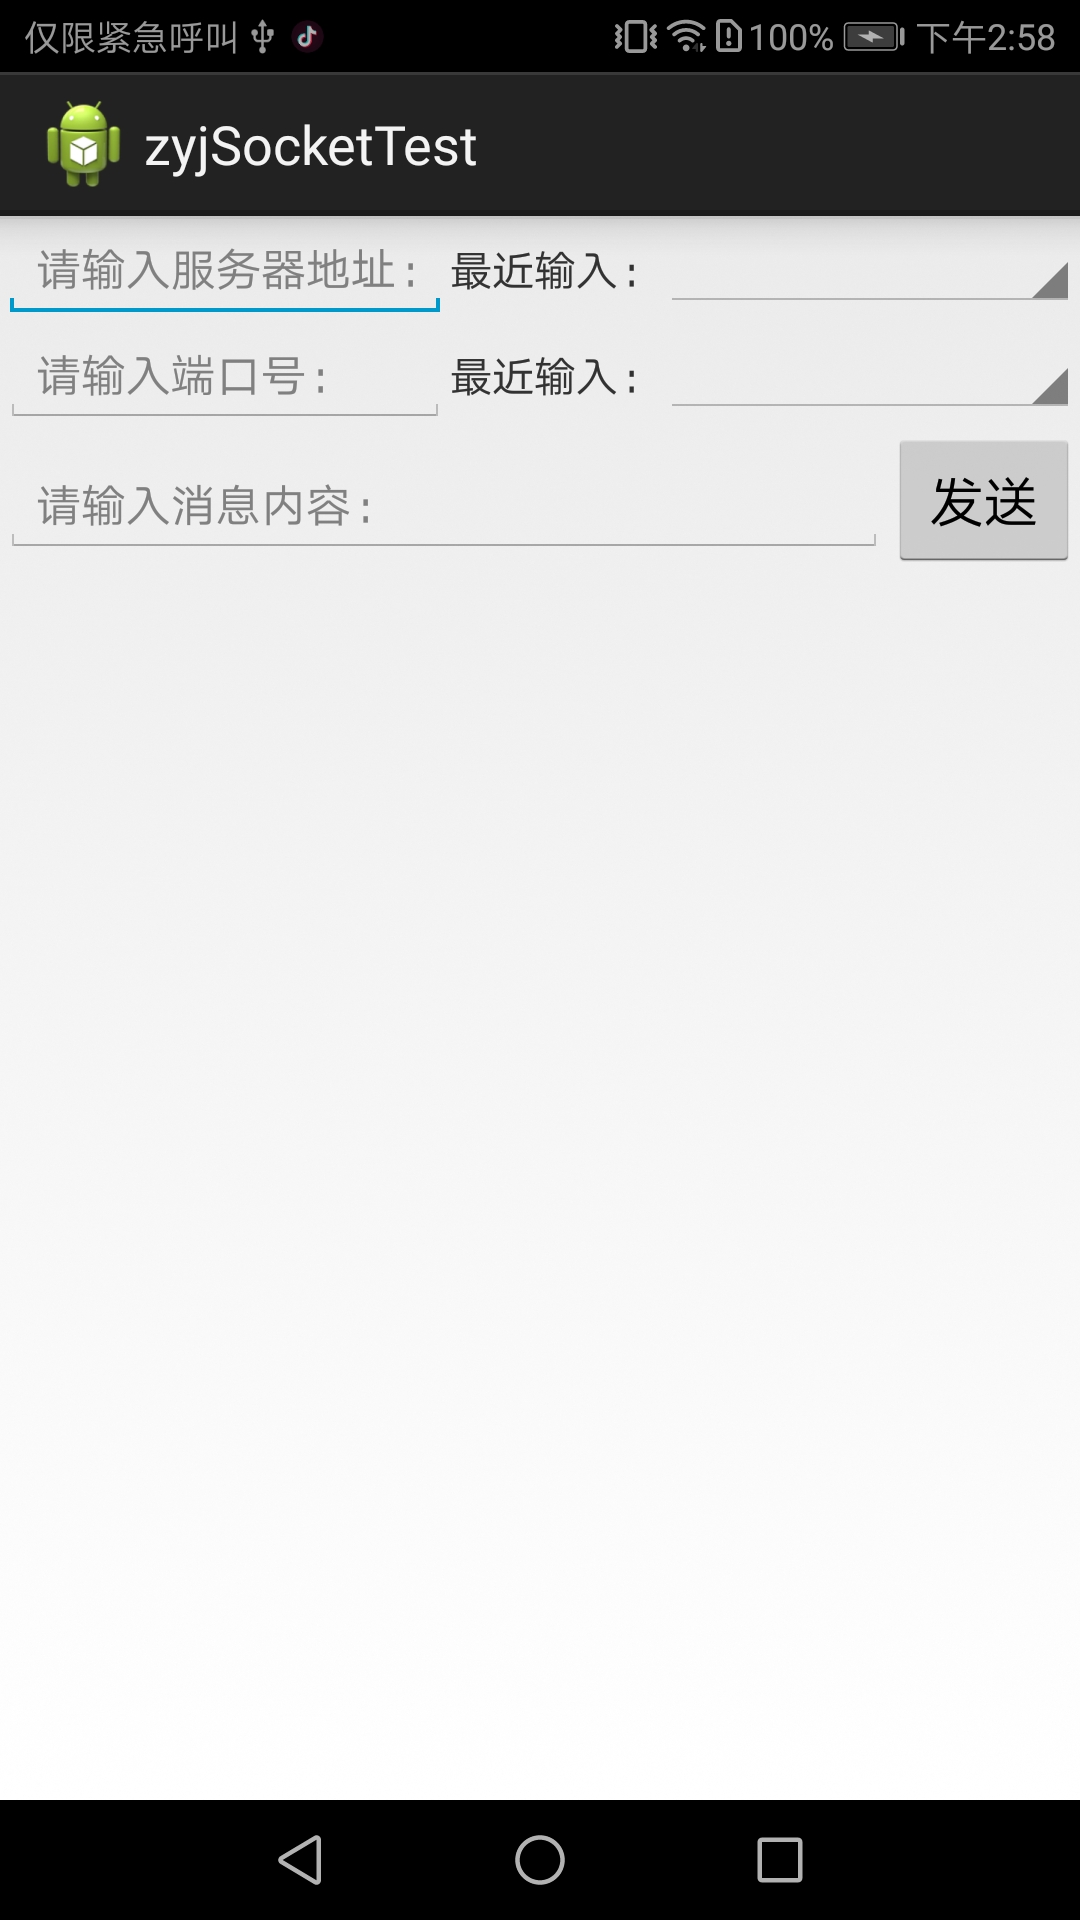 仅限紧急呼叫 100% 下午2:58
zyjSocketTest
请输入服务器地址: 最近输入:
请输入端口号: 最近输入:
请输入消息内容: 发送